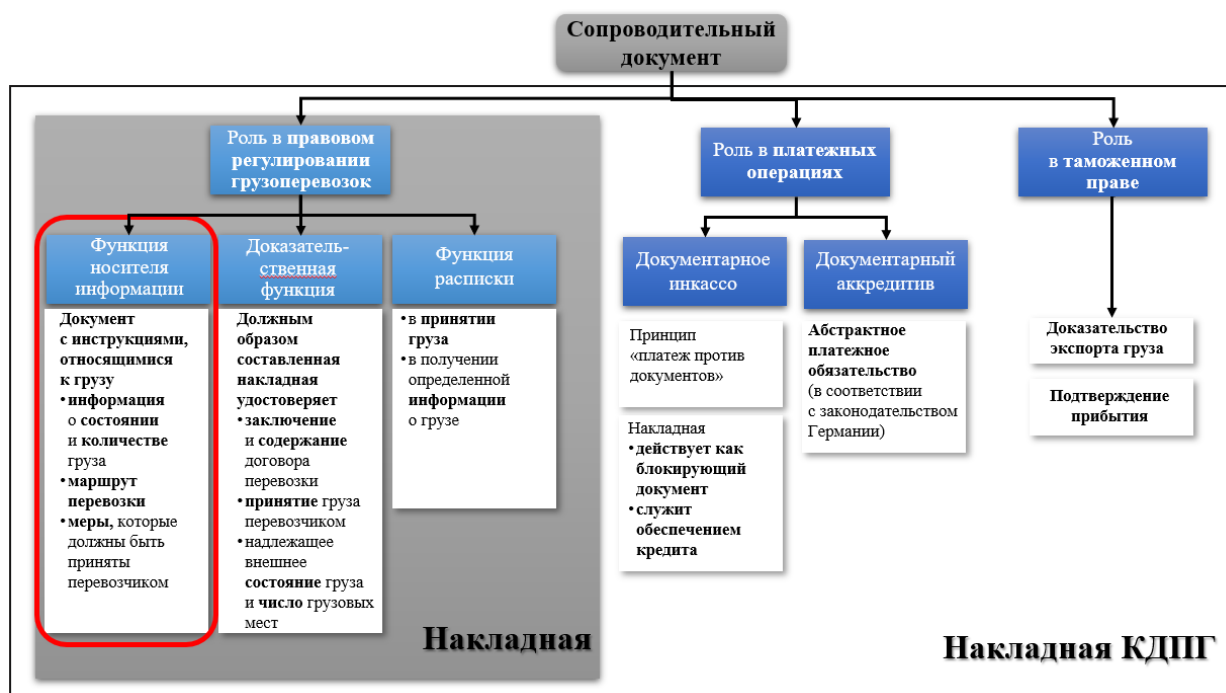 Сопроводительный
документ
Роль в правовом
регулировании
грузоперевозок
Функция
носителя
информации
Документ
с инструкциями,
относящимися
к грузу
• информация
о состоянии
и количестве
груза
• маршрут
перевозки
• меры, которые
должны быть
приняты
перевозчиком
Доказатель-
ственная
функция
Должным
образом
составленная
накладная
удостоверяет
• заключение
и содержание
договора
перевозки
• принятие груза
перевозчиком
• надлежащее
внешнее
состояние груза
и число грузовых
мест
Функция
расписки
• в принятии
груза
• в получении
определенной
информации
о грузе
Накладная
Роль в платежных
операциях
Документарное
инкассо
Принцип
«платеж против
документов»
Накладная
• действует как
блокирующий
документ
• служит
обеспечением
кредита
Документарный
аккредитив
Абстрактное
платежное
обязательство
(в соответствии
с законодательством
Германии)
Роль
в таможенном
праве
Доказательство
экспорта груза
Подтверждение
прибытия
Накладная КДПГ